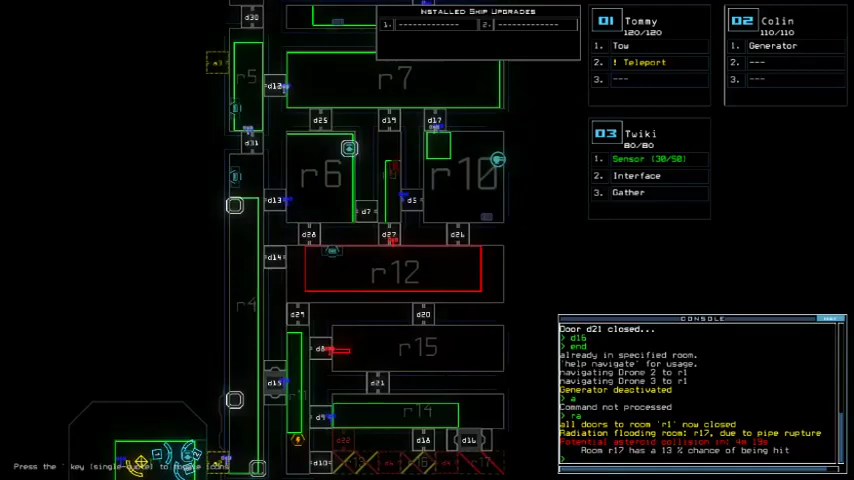 d30
INSTALLED SHIP UPGRADES
1. -------------- 2. --------------
01 Tommy
120/120
1. Tow
2. ! Teleport
3. ---
02 Colin
110/110
1. Generator
2. ---
3. ---
03 Twiki
80/80
1. Sensor (30/50)
2. Interface
3. Gather
a3
r5
d12
r7
d25
d19
d17
d31
r6
r10
d13
d7
d5
d28
d27
d26
d14
r12
r4
d29
d20
d8
r15
d15
d21
d9
r14
d22
d18
d16
d10
Press the ' key (single-quote) to toggle icons
CONSOLE
Door d21 closed...
> d16
> end
already in specified room.
'help navigate' for usage.
navigating Drone 2 to r1
navigating Drone 3 to r1
Generator deactivated
> a
Command not processed
> ra
all doors to room 'r1' now closed
Radiation flooding room: r17, due to pipe rupture
Potential asteroid collision in: 4m 19s
Room r17 has a 13 % chance of being hit
>